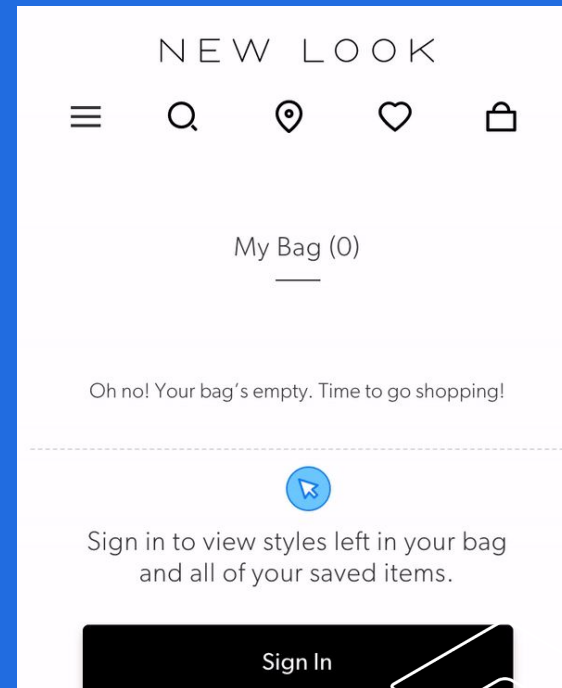 NEW LOOK
My Bag (0)
Oh no! Your bag's empty. Time to go shopping!
Sign in to view styles left in your bag
and all of your saved items.
Sign In